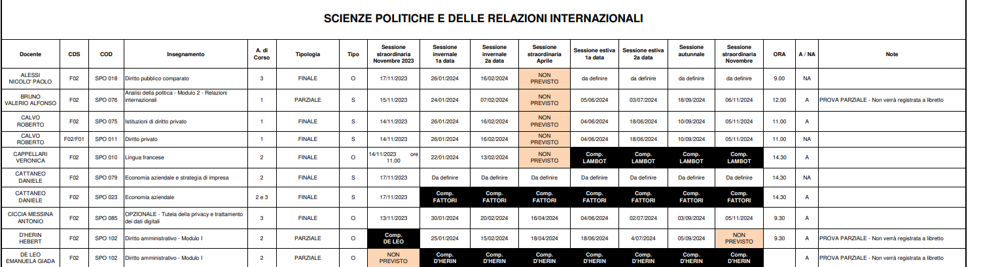 SCIENZE POLITICHE E DELLE RELAZIONI INTERNAZIONALI
Docente CDS COD Insegnamento A. di Corso Tipologia Tipo Sessione straordinaria Novembre 2023 Sessione invernale 1a data Sessione invernale 2a data Sessione straordinaria Aprile Sessione estiva 1a data Sessione estiva 2a data Sessione autunnale Sessione straordinaria Novembre ORA A / NA Note
ALESSI NICOLO' PAOLO F02 SPO 018 Diritto pubblico comparato 3 FINALE O 17/11/2023 26/01/2024 16/02/2024 NON PREVISTO da definire da definire da definire da definire 9.00 NA
BRUNO VALERIO ALFONSO F02 SPO 076 Analisi della politica - Modulo 2 - Relazioni internazionali 1 PARZIALE S 15/11/2023 24/01/2024 07/02/2024 NON PREVISTO 05/06/2024 03/07/2024 18/09/2024 06/11/2024 12.00 A PROVA PARZIALE - Non verrà registrata a libretto
CALVO ROBERTO F02 SPO 075 Istituzioni di diritto privato 1 FINALE S 14/11/2023 26/01/2024 16/02/2024 NON PREVISTO 04/06/2024 18/06/2024 10/09/2024 05/11/2024 11.00 A
CALVO ROBERTO F02/F01 SPO 011 Diritto privato 1 FINALE S 14/11/2023 26/01/2024 16/02/2024 NON PREVISTO 04/06/2024 18/06/2024 10/09/2024 05/11/2024 11.00 NA
CAPPELLARI VERONICA F02 SPO 010 Lingua francese 2 FINALE O 14/11/2023 ore 11.00 22/01/2024 13/02/2024 NON PREVISTO Comp. LAMBOT Comp. LAMBOT Comp. LAMBOT Comp. LAMBOT 14.30 A
CATTANEO DANIELE F02 SPO 079 Economia aziendale e strategia di impresa 2 FINALE S 17/11/2023 Da definire Da definire Da definire Da definire Da definire Da definire Da definire 14.30 NA
CATTANEO DANIELE F02 SPO 023 Economia aziendale 2 e 3 FINALE S 17/11/2023 Comp. FATTORI Comp. FATTORI Comp. FATTORI Comp. FATTORI Comp. FATTORI Comp. FATTORI Comp. FATTORI 14.30 A
CICCIA MESSINA ANTONIO F02 SPO 085 OPZIONALE - Tutela della privacy e trattamento dei dati digitali 3 FINALE O 13/11/2023 30/01/2024 20/02/2024 16/04/2024 04/06/2024 02/07/2024 03/09/2024 05/11/2024 9.30 A
D'HERIN HEBERT F02 SPO 102 Diritto amministrativo - Modulo I 2 PARZIALE O Comp. DE LEO 25/01/2024 15/02/2024 18/04/2024 18/06/2024 4/07/2024 05/09/2024 NON PREVISTO 9.30 A PROVA PARZIALE - Non verrà registrata a libretto
DE LEO EMANUELA GIADA F02 SPO 102 Diritto amministrativo - Modulo I 2 PARZIALE O NON PREVISTO Comp. D'HERIN Comp. D'HERIN Comp. D'HERIN Comp. D'HERIN Comp. D'HERIN Comp. D'HERIN Comp. D'HERIN A PROVA PARZIALE - Non verrà registrata a libretto